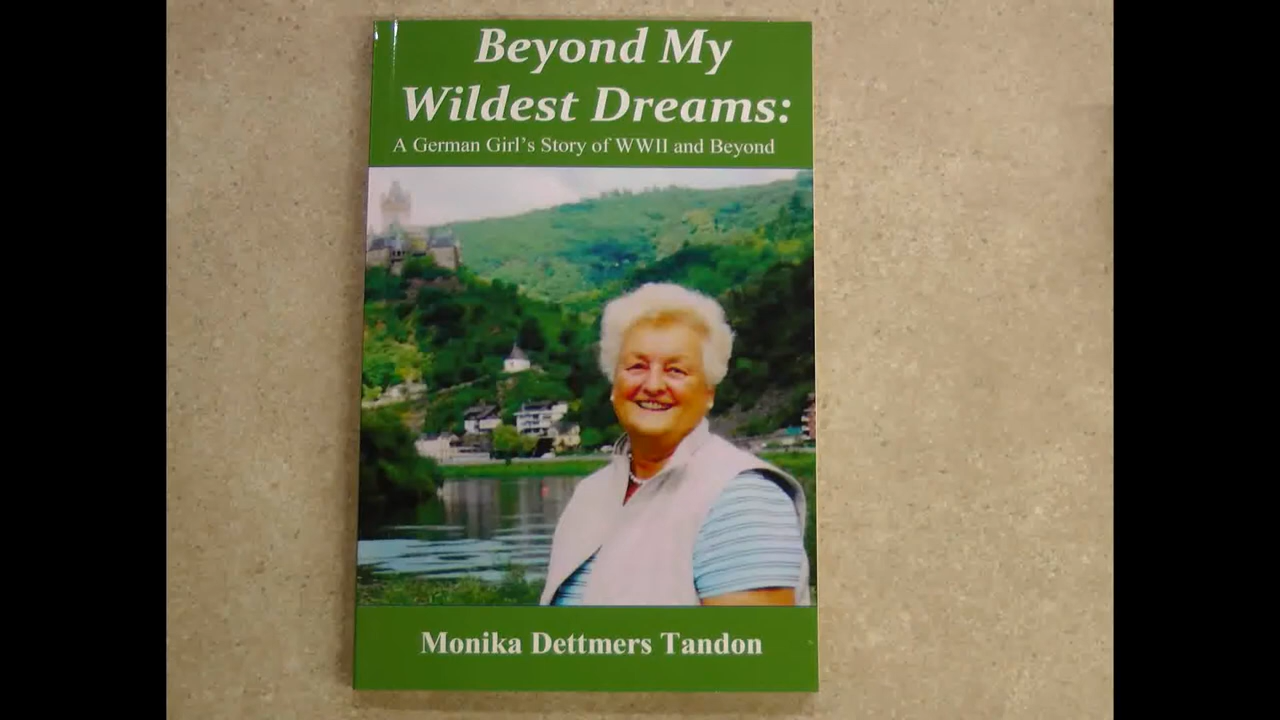 Beyond My
Wildest Dreams:
A German Girl's Story of WWII and Beyond
Monika Dettmers Tandon